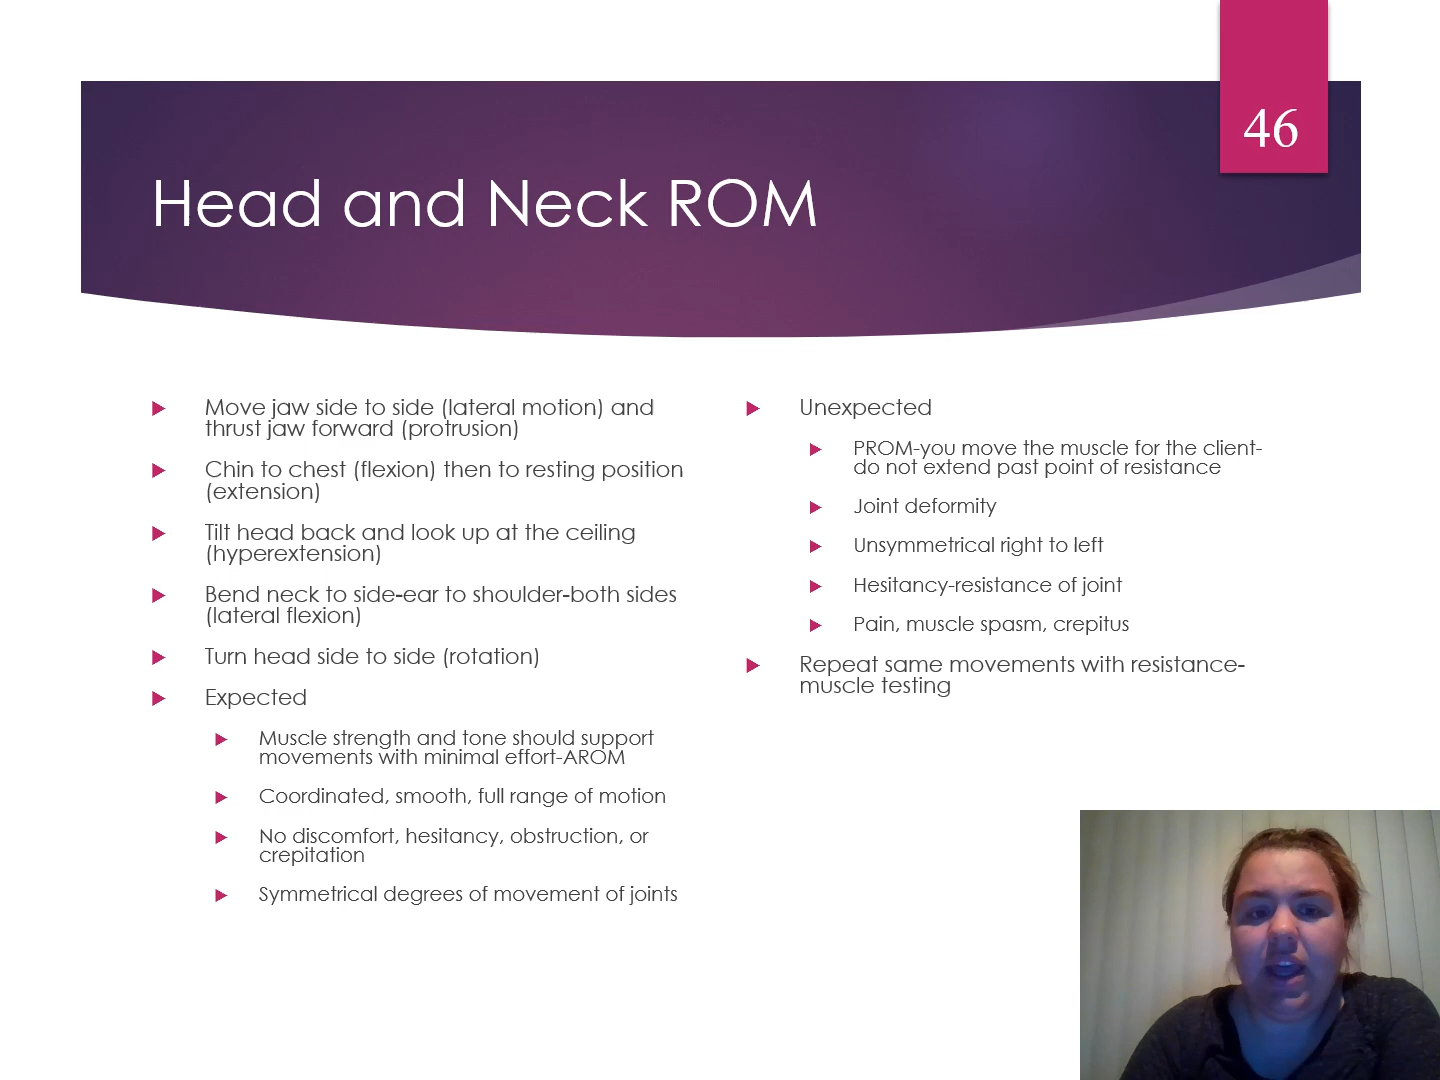 46
Head and Neck ROM
Move jaw side to side (lateral motion) and
thrust jaw forward (protrusion)
Chin to chest (flexion) then to resting position
(extension)
Tilt head back and look up at the ceiling
(hyperextension)
Bend neck to side-ear to shoulder-both sides
(lateral flexion)
Turn head side to side (rotation)
Expected
Muscle strength and tone should support
movements with minimal effort-AROM
Coordinated, smooth, full range of motion
No discomfort, hesitancy, obstruction, or
crepitation
Symmetrical degrees of movement of joints
Unexpected
PROM-you move the muscle for the client-
do not extend past point of resistance
Joint deformity
Unsymmetrical right to left
Hesitancy-resistance of joint
Pain, muscle spasm, crepitus
Repeat same movements with resistance-
muscle testing